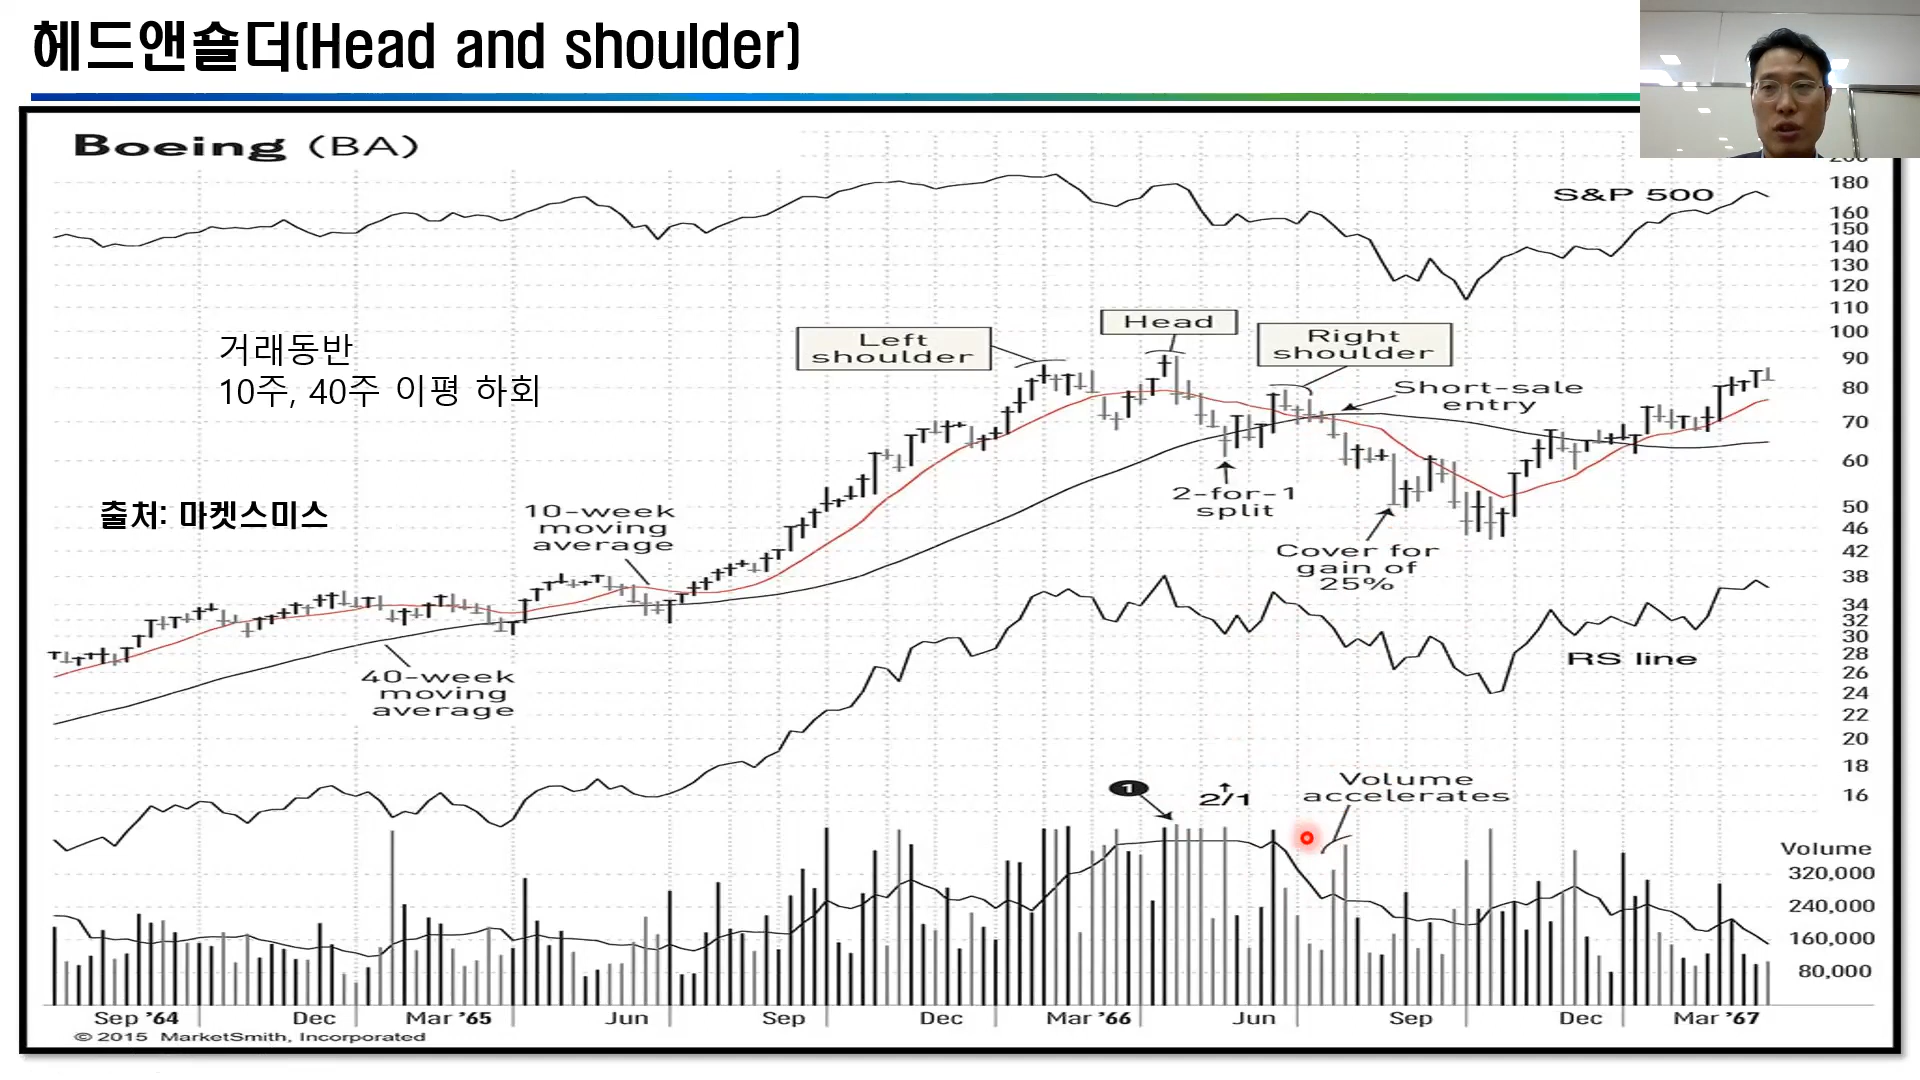 헤드앤숄더(Head and shoulder)
Boeing (BA)
S&P 500
180
160
150
140
130
120
110
100
90
80
70
60
50
46
42
38
34
32
30
28
26
24
22
20
18
16
Left
shoulder
Head
Right
shoulder
Short-sale
entry
거래동반
10주, 40주 이평 하회
출처: 마켓스미스
10-week
moving
average
2-for-1
split
Cover for
gain of
25%
40-week
moving
average
RS line
1
2/1
Volume
accelerates
Volume
320,000
240,000
160,000
80,000
Sep '64 Dec Mar '65 Jun Sep Dec Mar '66 Jun Sep Dec Mar '67
© 2015 MarketSmith, Incorporated